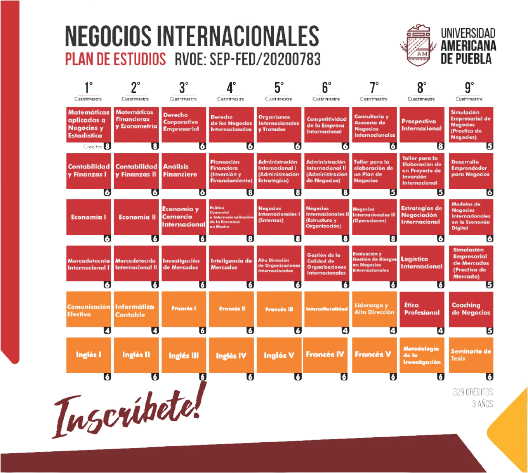 NEGOCIOS INTERNACIONALES
PLAN DE ESTUDIOS RVOE: SEP-FED/20200783
UNIVERSIDAD
AMERICANA
DE PUEBLA
AM
1° 2° 3° 4° 5° 6° 7° 8° 9°
Cuatrimestre Cuatrimestre Cuatrimestre Cuatrimestre Cuatrimestre Cuatrimestre Cuatrimestre Cuatrimestre Cuatrimestre
Matemáticas
aplicadas a
Negocios y
Estadística
Créditos
Matemáticas
Financieras
y Econometría
8
Derecho
Corporativo
Empresarial
6
Derecho
de los Negocios
Internacionales
8
Organismos
Internacionales
y Tratados
8
Competitividad
de la Empresa
Internacional
6
Consultoría y
Asesoría de
Negocios
Internacionales
6
Prospectiva
Internacional
8
Simulación
Empresarial de
Negocios
(Práctica de
Negocios)
5
Contabilidad
y Finanzas I
6
Contabilidad
y Finanzas II
6
Análisis
Financiero
6
Planeación
Financiera
(Inversión y
Financiamiento)
8
Administración
Internacional I
(Administración
Estratégica)
8
Administración
Internacional II
(Administración
de Negocios)
8
Taller para la
elaboración de
un Plan de
Negocios
5
Taller para la
Elaboración de
un Proyecto de
Inversión
Internacional
5
Desarrollo
Emprendedor
para Negocios
6
Economía I
6
Economía II
6
Economía y
Comercio
Internacional
Política
Comercial
e Internacionalización
de la Economía
en México
8
Negocios
Internacionales I
(Entornos)
8
Negocios
Internacionales II
(Estructura y
Organización)
8
Negocios
Internacionales III
(Operaciones)
8
Estrategias de
Negociación
Internacional
6
Modelos de
Negocios
Internacionales
en la Economía
Digital
6
Mercadotecnia
Internacional I
6
Mercadotecnia
Internacional II
6
Investigación
de Mercados
6
Inteligencia de
Mercados
6
Alta Dirección
de Organizaciones
Internacionales
6
Gestión de la
Calidad de
Organizaciones
Internacionales
6
Evaluación y
Gestión de Riesgos
en Negocios
Internacionales
6
Logística
Internacional
6
Simulación
Empresarial
de Mercados
(Práctica de
Mercado)
5
Comunicación
Efectiva
4
Informática
Contable
4
Francés I
6
Francés II
6
Francés III
6
Interculturalidad
4
Liderazgo y
Alta Dirección
4
Ética
Profesional
4
Coaching
de Negocios
5
Inglés I
6
Inglés II
6
Inglés III
6
Inglés IV
6
Inglés V
6
Francés IV
6
Francés V
6
Metodología
de la
Investigación
6
Seminario de
Tesis
6
329 CRÉDITOS
3 AÑOS
Inscríbete!